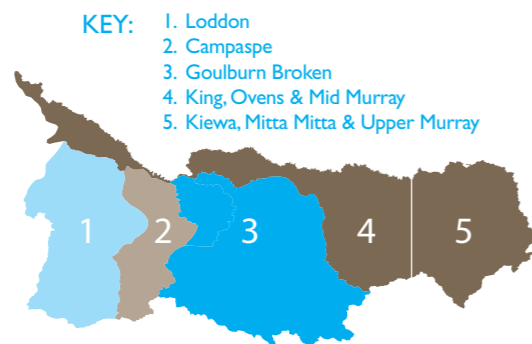 KEY:
1. Loddon
2. Campaspe
3. Goulburn Broken
4. King, Ovens & Mid Murray
5. Kiewa, Mitta Mitta & Upper Murray
1
2
3
4
5